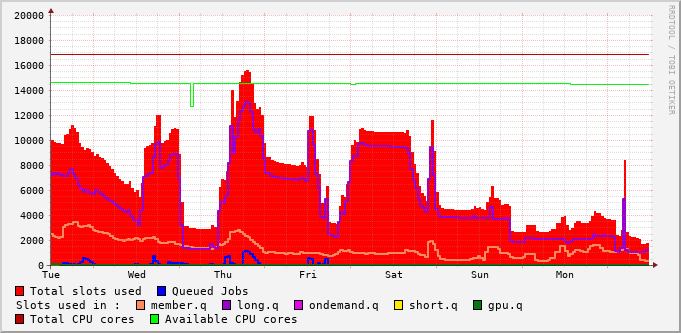 20000
18000
16000
14000
12000
10000
8000
6000
4000
2000
0
Tue Wed Thu Fri Sat Sun Mon
RRDTOOL / TOBI OETIKER
Total slots used Queued Jobs
Slots used in : member.q long.q ondemand.q short.q gpu.q
Total CPU cores Available CPU cores